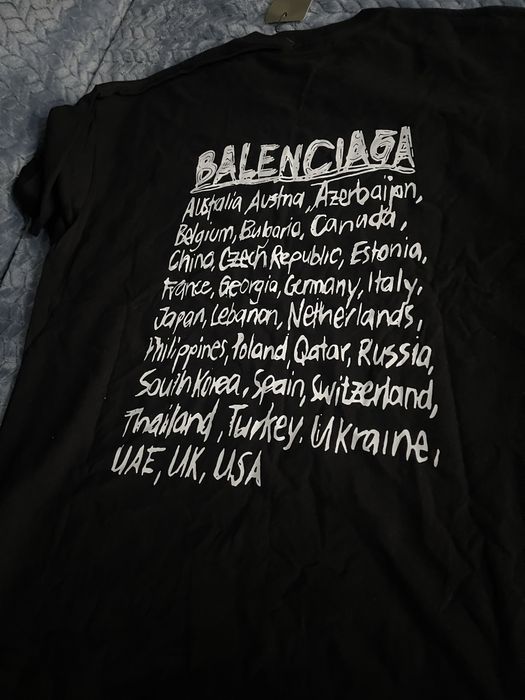 BALENCIAGA
Australia Austria, Azerbaijan,
Belgium, Bulbaria, Canada,
China, Czech Republic, Estonia,
France, Georgia, Germany, Italy,
Japan, Lebanon, Netherlands,
Philippines, Poland Qatar, Russia,
South Korea, Spain, Switzerland,
Thailand, Turkey. Ukraine,
UAE, UK, USA